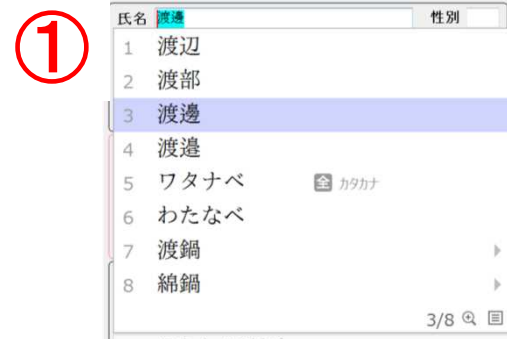 ①
氏名 渡邊 性別
1 渡辺
2 渡部
3 渡邊
4 渡邉
5 ワタナベ 全 カタカナ
6 わたなべ
7 渡鍋
8 綿鍋
3/8